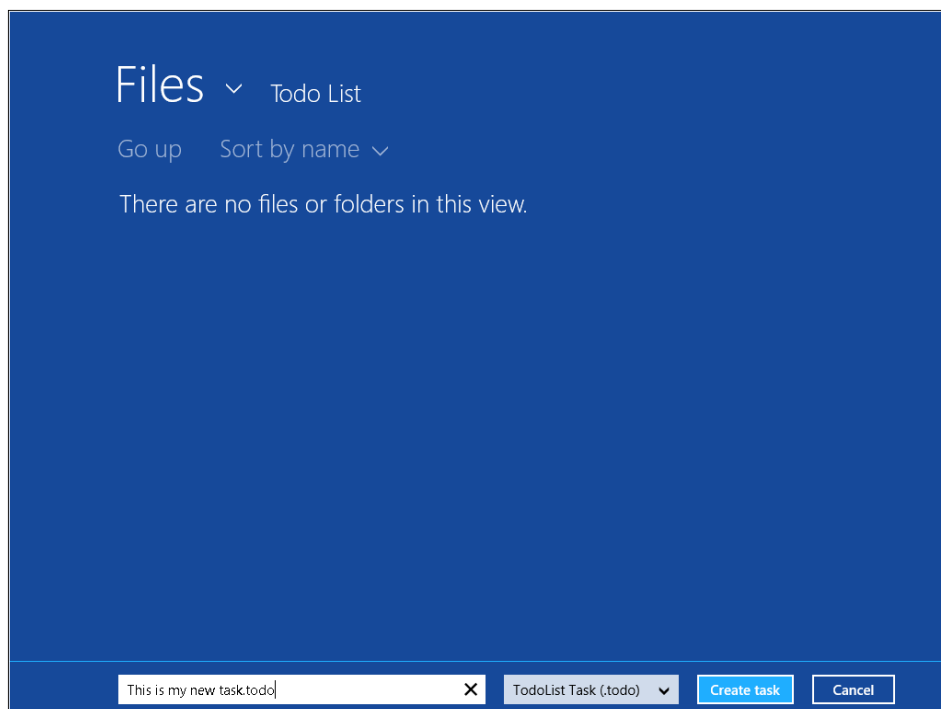 Files Todo List
Go up Sort by name
There are no files or folders in this view.
This is my new task.todo TodoList Task (.todo) Create task Cancel